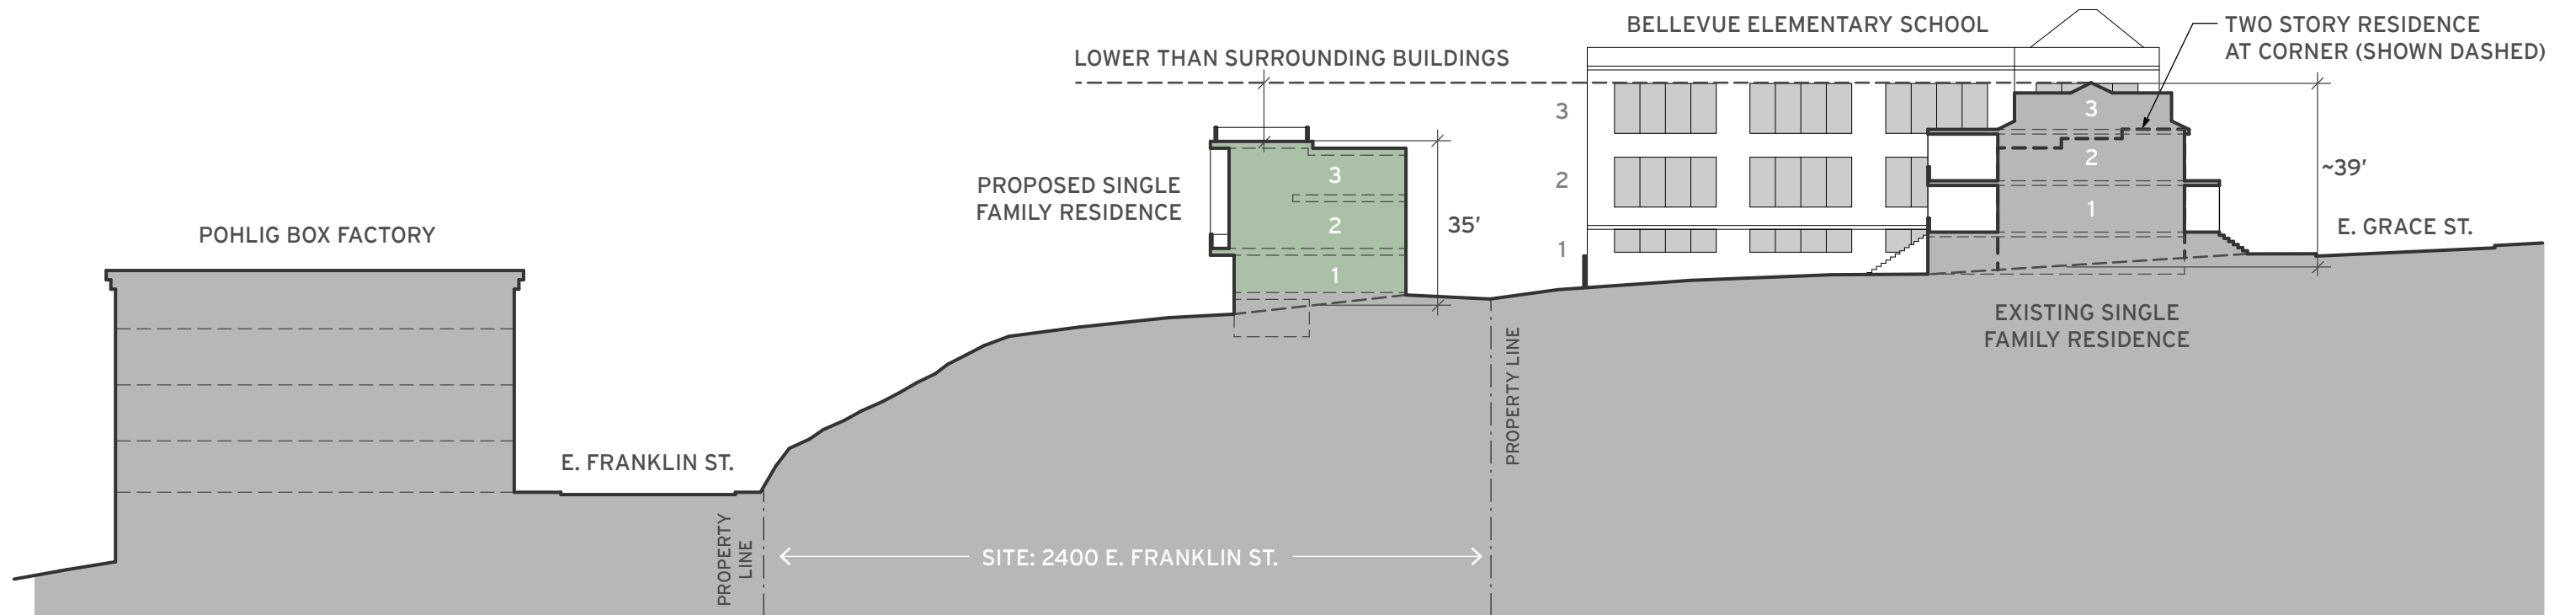 BELLEVUE ELEMENTARY SCHOOL
TWO STORY RESIDENCE
AT CORNER (SHOWN DASHED)
LOWER THAN SURROUNDING BUILDINGS
3
3
2
~39'
PROPOSED SINGLE
FAMILY RESIDENCE
3
2
2
1
35'
1
1
E. GRACE ST.
POHLIG BOX FACTORY
EXISTING SINGLE
FAMILY RESIDENCE
PROPERTY LINE
E. FRANKLIN ST.
PROPERTY
LINE
SITE: 2400 E. FRANKLIN ST.